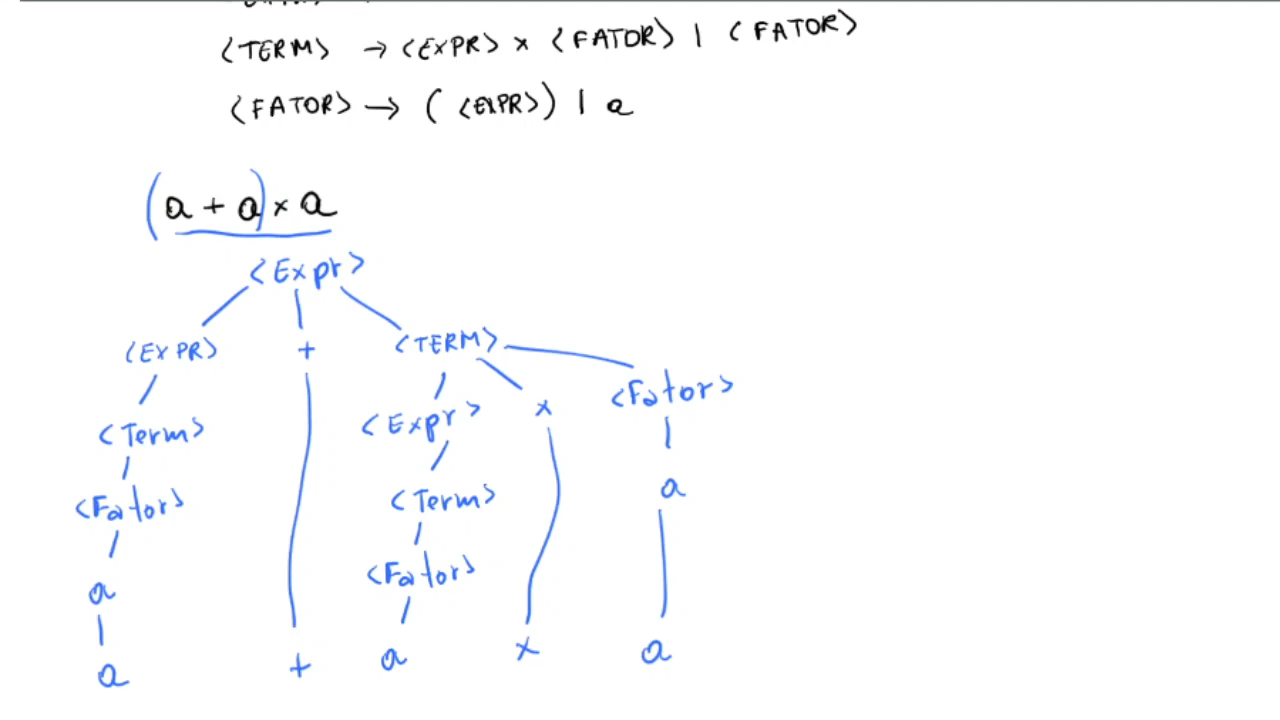 <TERM> → <EXPR> × <FATOR> | <FATOR>
<FATOR> → (<EXPR>) | a
(a + a) × a
<Expr>
<EXPR> + <TERM>
<Fator>
<Term> <Expr> ×
<Fator> <Term> a
<Fator>
a
a + a × a